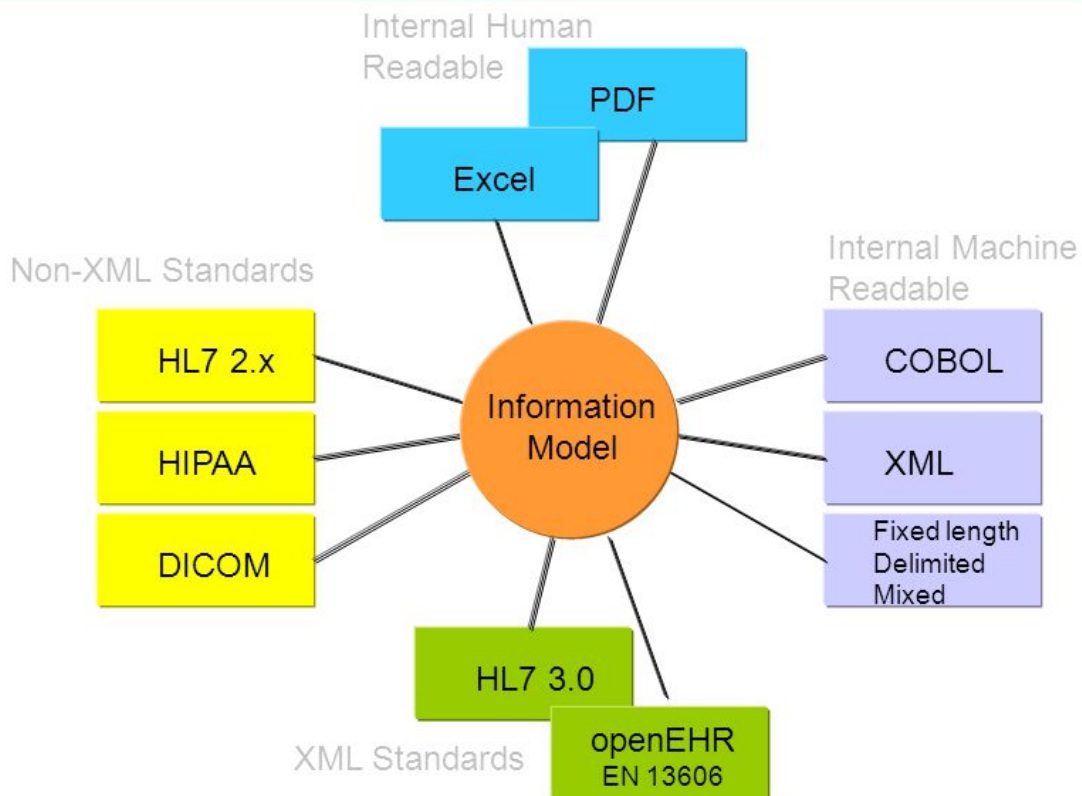 Internal Human
Readable
PDF
Excel
Non-XML Standards
Internal Machine
Readable
HL7 2.x
HIPAA
DICOM
Information
Model
COBOL
XML
Fixed length
Delimited
Mixed
HL7 3.0
openEHR
EN 13606
XML Standards